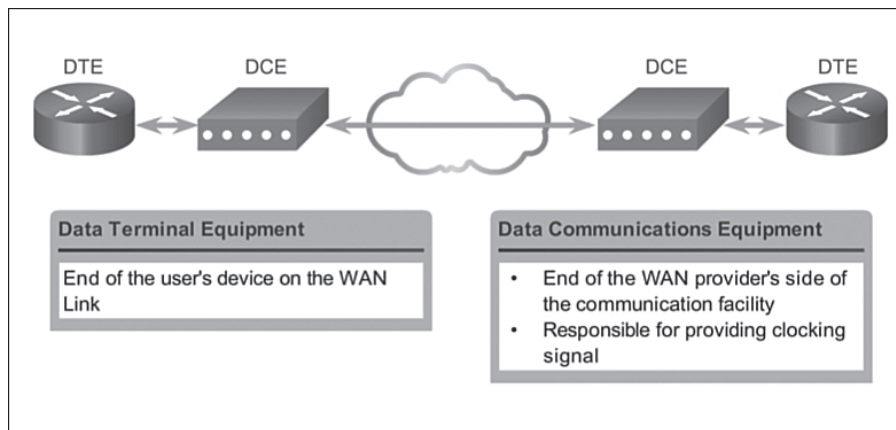 DTE
DCE
DCE
DTE
Data Terminal Equipment
End of the user's device on the WAN
Link
Data Communications Equipment
• End of the WAN provider's side of
the communication facility
• Responsible for providing clocking
signal